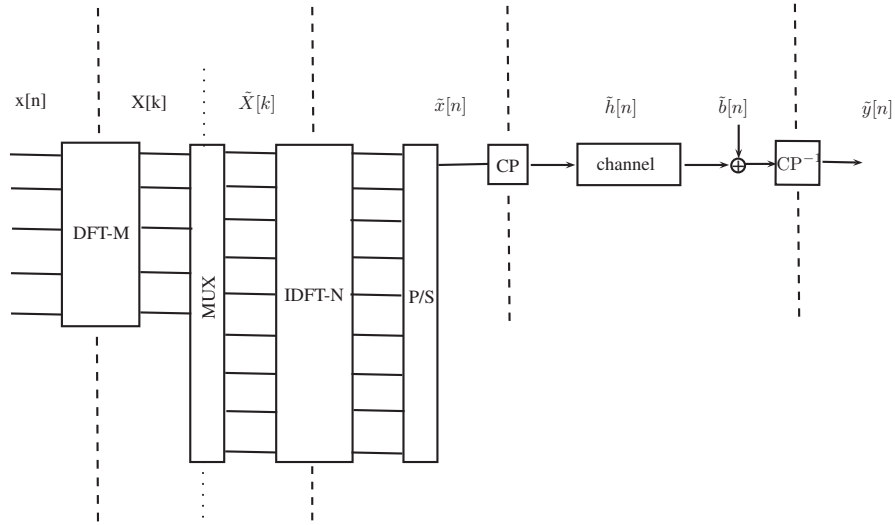 x[n]
X[k]
X̃[k]
x̃[n]
h̃[n]
b̃[n]
ỹ[n]
DFT-M
MUX
IDFT-N
P/S
CP
channel
CP⁻¹